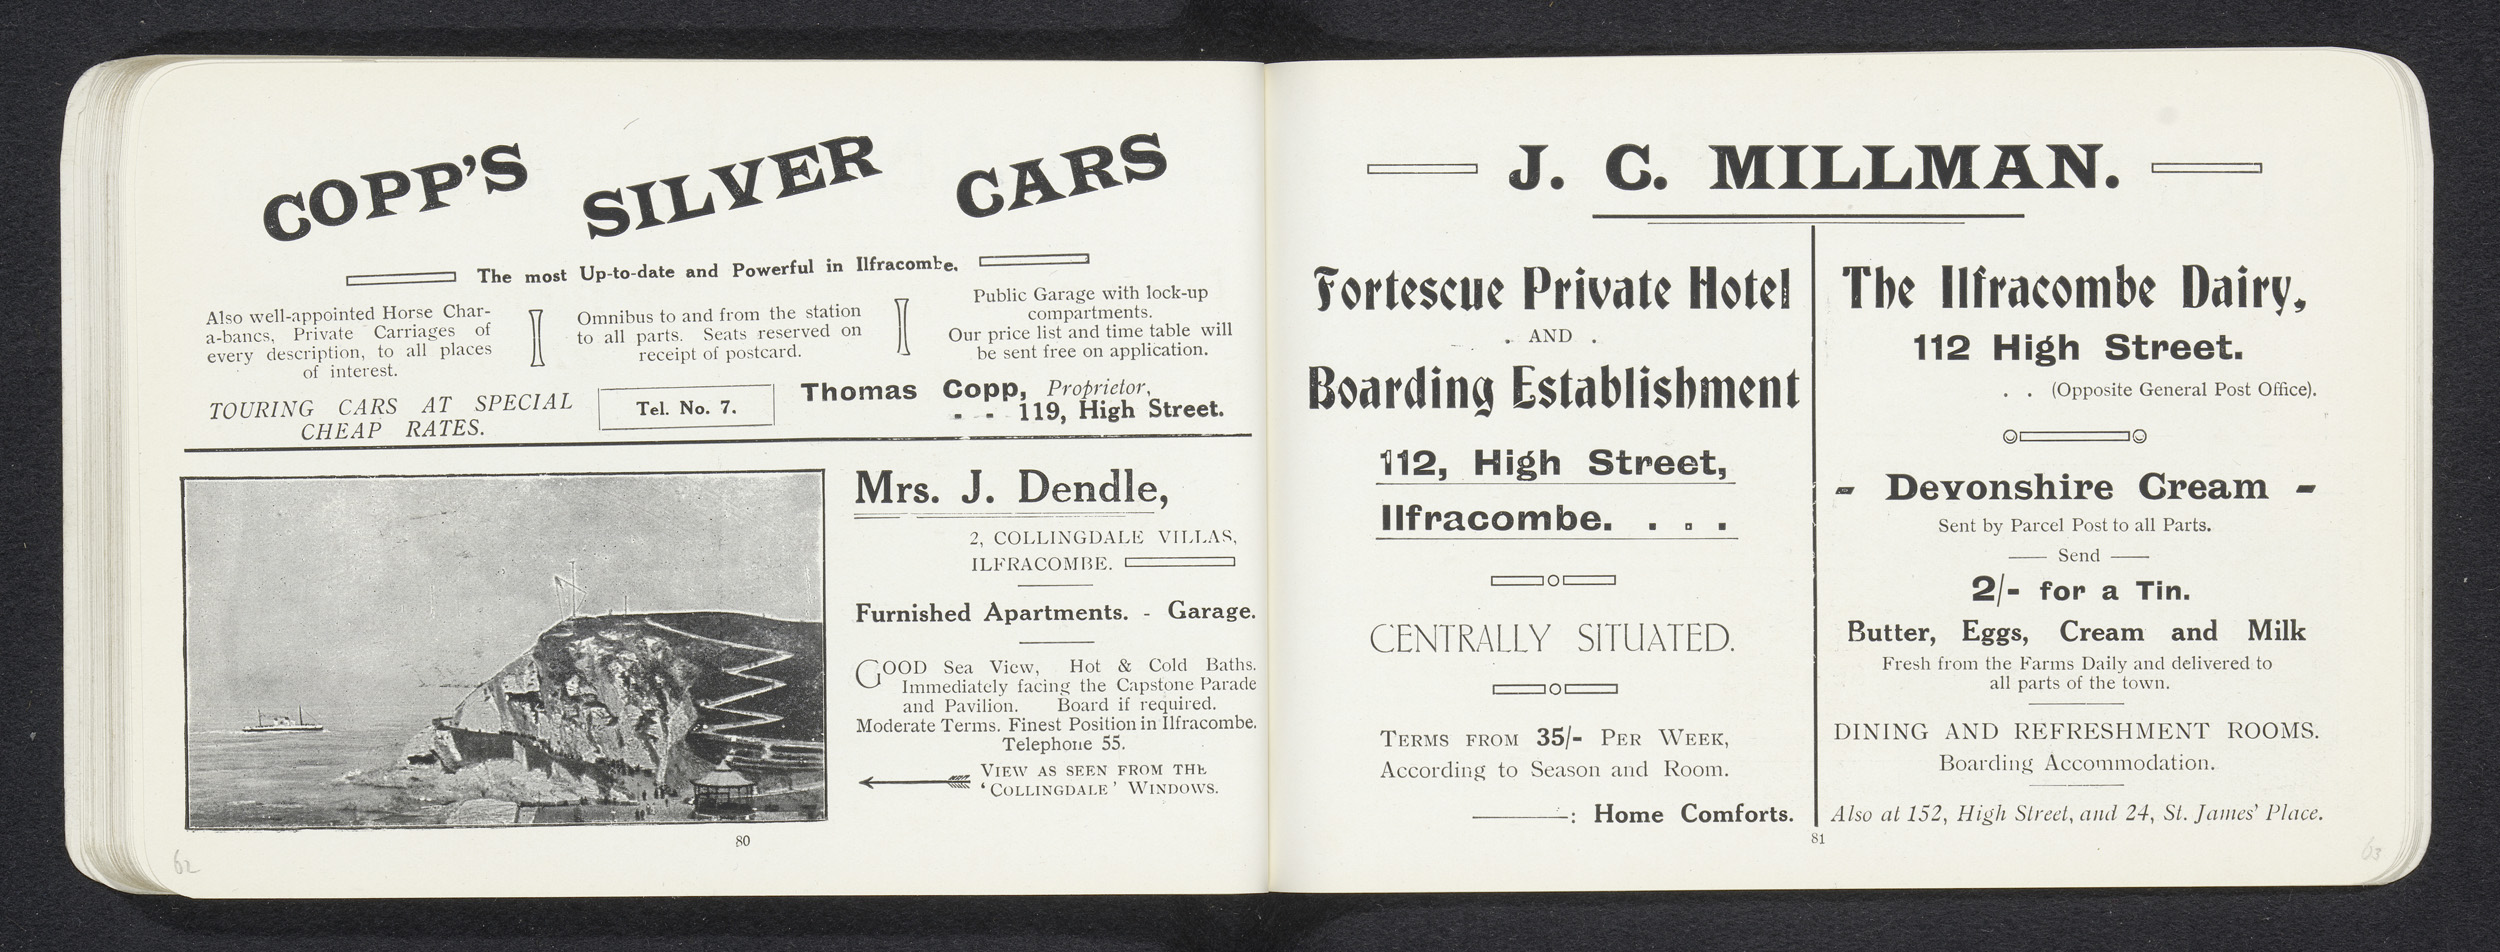 COPP'S SILVER CARS
The most Up-to-date and Powerful in Ilfracombe.
Also well-appointed Horse Char-
a-bancs, Private Carriages of
every description, to all places
of interest.
Omnibus to and from the station
to all parts. Seats reserved on
receipt of postcard.
Public Garage with lock-up
compartments.
Our price list and time table will
be sent free on application.
TOURING CARS AT SPECIAL
CHEAP RATES.
Tel. No. 7.
Thomas Copp, Proprietor,
- - 119, High Street.
Mrs. J. Dendle,
2, COLLINGDALE VILLAS,
ILFRACOMBE.
Furnished Apartments. - Garage.
GOOD Sea View, Hot & Cold Baths.
Immediately facing the Capstone Parade
and Pavilion. Board if required.
Moderate Terms. Finest Position in Ilfracombe.
Telephone 55.
VIEW AS SEEN FROM THE
'COLLINGDALE' WINDOWS.
80
62
J. C. MILLMAN.
Fortescue Private Hotel
. AND .
Boarding Establishment
112, High Street,
Ilfracombe. . . .
CENTRALLY SITUATED.
TERMS FROM 35/- PER WEEK,
According to Season and Room.
: Home Comforts.
The Ilfracombe Dairy,
112 High Street.
. . (Opposite General Post Office).
- Devonshire Cream -
Sent by Parcel Post to all Parts.
— Send —
2/- for a Tin.
Butter, Eggs, Cream and Milk
Fresh from the Farms Daily and delivered to
all parts of the town.
DINING AND REFRESHMENT ROOMS.
Boarding Accommodation.
Also at 152, High Street, and 24, St. James' Place.
81
63